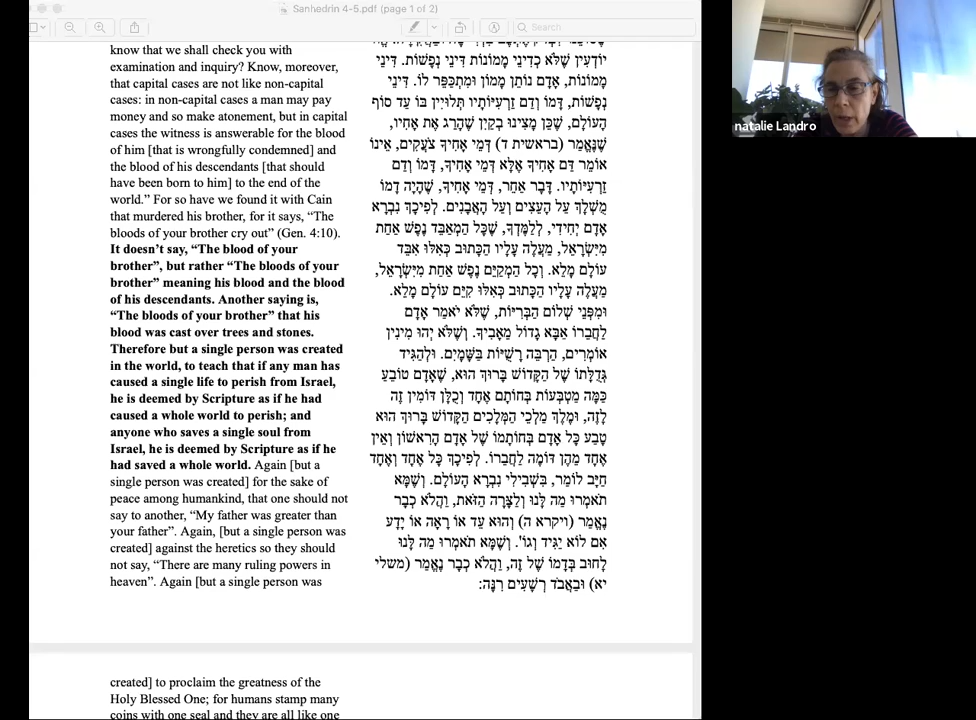 Sanhedrin 4-5.pdf (page 1 of 2)
Search
know that we shall check you with
examination and inquiry? Know, moreover,
that capital cases are not like non-capital
cases: in non-capital cases a man may pay
money and so make atonement, but in capital
cases the witness is answerable for the blood
of him [that is wrongfully condemned] and
the blood of his descendants [that should
have been born to him] to the end of the
world.” For so have we found it with Cain
that murdered his brother, for it says, “The
bloods of your brother cry out” (Gen. 4:10).
It doesn’t say, “The blood of your
brother”, but rather “The bloods of your
brother” meaning his blood and the blood
of his descendants. Another saying is,
“The bloods of your brother” that his
blood was cast over trees and stones.
Therefore but a single person was created
in the world, to teach that if any man has
caused a single life to perish from Israel,
he is deemed by Scripture as if he had
caused a whole world to perish; and
anyone who saves a single soul from
Israel, he is deemed by Scripture as if he
had saved a whole world. Again [but a
single person was created] for the sake of
peace among humankind, that one should not
say to another, “My father was greater than
your father”. Again, [but a single person was
created] against the heretics so they should
not say, “There are many ruling powers in
heaven”. Again [but a single person was
יוֹדְעִין שֶׁלֹּא כְדִינֵי מָמוֹנוֹת דִּינֵי נְפָשׁוֹת. דִּינֵי
מָמוֹנוֹת, אָדָם נוֹתֵן מָמוֹן וּמִתְכַּפֵּר לוֹ. דִּינֵי
נְפָשׁוֹת, דָּמוֹ וְדַם זַרְעִיּוֹתָיו תְּלוּיִין בּוֹ עַד סוֹף
הָעוֹלָם, שֶׁכֵּן מָצִינוּ בְקַיִן שֶׁהָרַג אֶת אָחִיו,
שֶׁנֶּאֱמַר (בראשית ד) דְּמֵי אָחִיךָ צֹעֲקִים, אֵינוֹ
אוֹמֵר דַּם אָחִיךָ אֶלָּא דְּמֵי אָחִיךָ, דָּמוֹ וְדַם
זַרְעִיּוֹתָיו. דָּבָר אַחֵר, דְּמֵי אָחִיךָ, שֶׁהָיָה דָמוֹ
מֻשְׁלָךְ עַל הָעֵצִים וְעַל הָאֲבָנִים. לְפִיכָךְ נִבְרָא
אָדָם יְחִידִי, לְלַמֶּדְךָ, שֶׁכָּל הַמְאַבֵּד נֶפֶשׁ אַחַת
מִיִּשְׂרָאֵל, מַעֲלֶה עָלָיו הַכָּתוּב כְּאִלּוּ אִבֵּד
עוֹלָם מָלֵא. וְכָל הַמְקַיֵּם נֶפֶשׁ אַחַת מִיִּשְׂרָאֵל,
מַעֲלֶה עָלָיו הַכָּתוּב כְּאִלּוּ קִיֵּם עוֹלָם מָלֵא.
וּמִפְּנֵי שְׁלוֹם הַבְּרִיּוֹת, שֶׁלֹּא יֹאמַר אָדָם
לַחֲבֵרוֹ אַבָּא גָדוֹל מֵאָבִיךָ. וְשֶׁלֹּא יְהוּ מִינִין
אוֹמְרִים, הַרְבֵּה רָשֻׁיּוֹת בַּשָּׁמָיִם. וּלְהַגִּיד
גְּדֻלָּתוֹ שֶׁל הַקָּדוֹשׁ בָּרוּךְ הוּא, שֶׁאָדָם טוֹבֵעַ
כַּמָּה מַטְבְּעוֹת בְּחוֹתָם אֶחָד וְכֻלָּן דּוֹמִין זֶה
לָזֶה, וּמֶלֶךְ מַלְכֵי הַמְּלָכִים הַקָּדוֹשׁ בָּרוּךְ הוּא
טָבַע כָּל אָדָם בְּחוֹתָמוֹ שֶׁל אָדָם הָרִאשׁוֹן וְאֵין
אֶחָד מֵהֶן דּוֹמֶה לַחֲבֵרוֹ. לְפִיכָךְ כָּל אֶחָד וְאֶחָד
חַיָּב לוֹמַר, בִּשְׁבִילִי נִבְרָא הָעוֹלָם. וְשֶׁמָּא
תֹאמְרוּ מַה לָּנוּ וְלַצָּרָה הַזֹּאת, וַהֲלֹא כְבָר
נֶאֱמַר (ויקרא ה) וְהוּא עֵד אוֹ רָאָה אוֹ יָדָע
אִם לוֹא יַגִּיד וְגוֹ'. וְשֶׁמָּא תֹאמְרוּ מַה לָּנוּ
לָחוּב בְּדָמוֹ שֶׁל זֶה, וַהֲלֹא כְבָר נֶאֱמַר (משלי
יא) וּבַאֲבֹד רְשָׁעִים רִנָּה:
created] to proclaim the greatness of the
Holy Blessed One; for humans stamp many
coins with one seal and they are all like one
natalie Landro